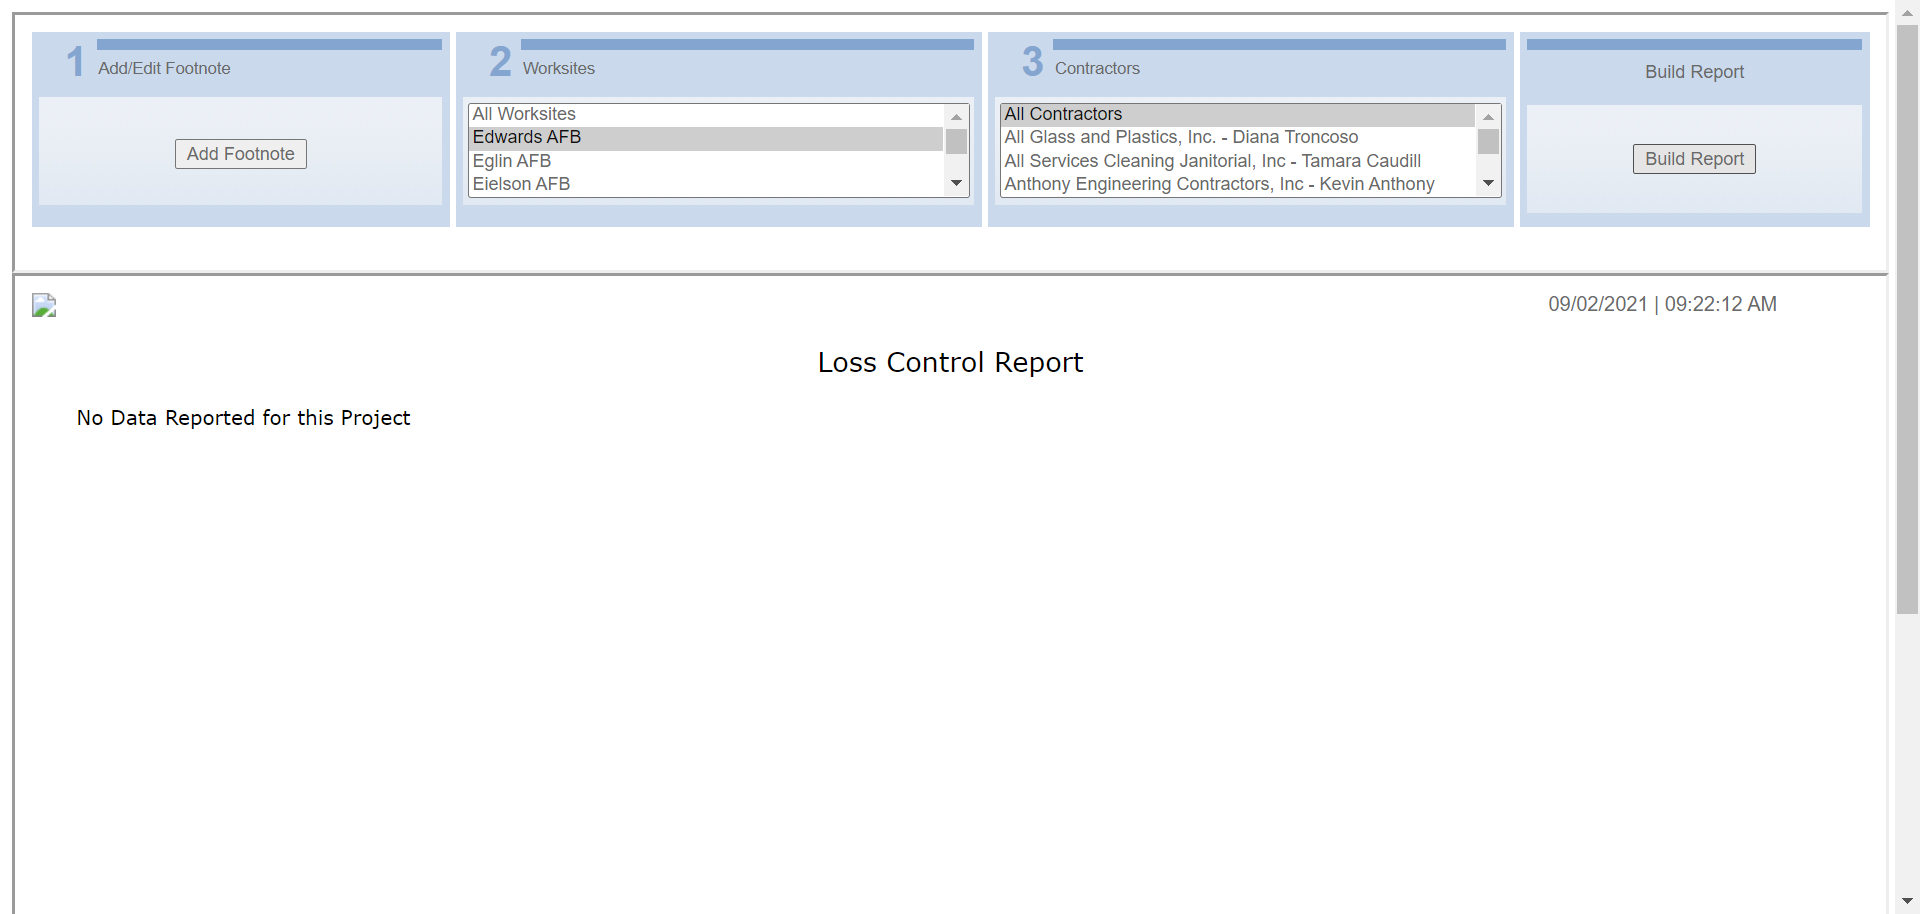 1 Add/Edit Footnote
Add Footnote
2 Worksites
All Worksites
Edwards AFB
Eglin AFB
Eielson AFB
3 Contractors
All Contractors
All Glass and Plastics, Inc. - Diana Troncoso
All Services Cleaning Janitorial, Inc - Tamara Caudill
Anthony Engineering Contractors, Inc - Kevin Anthony
Build Report
Build Report
09/02/2021 | 09:22:12 AM
Loss Control Report
No Data Reported for this Project